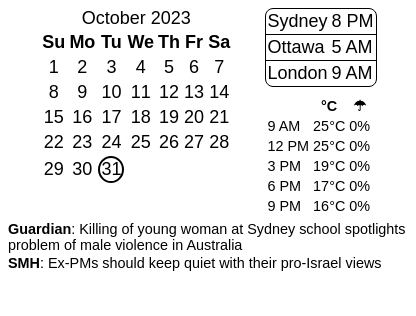 October 2023
Su Mo Tu We Th Fr Sa
1 2 3 4 5 6 7
8 9 10 11 12 13 14
15 16 17 18 19 20 21
22 23 24 25 26 27 28
29 30 31
Sydney 8 PM
Ottawa 5 AM
London 9 AM
°C ☂
9 AM 25°C 0%
12 PM 25°C 0%
3 PM 19°C 0%
6 PM 17°C 0%
9 PM 16°C 0%
Guardian: Killing of young woman at Sydney school spotlights
problem of male violence in Australia
SMH: Ex-PMs should keep quiet with their pro-Israel views